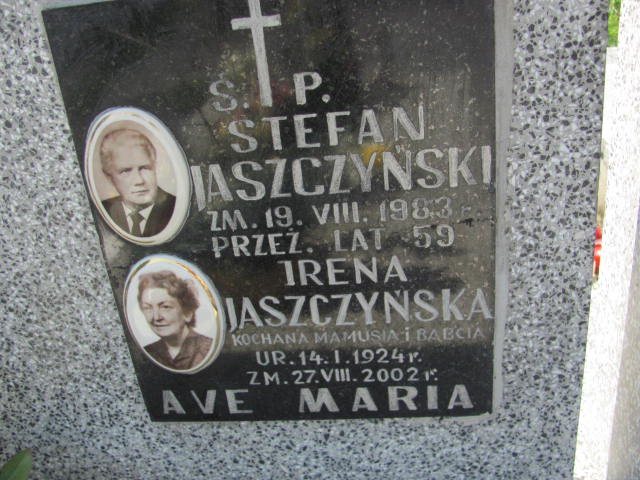 Ś. P.
STEFAN
JASZCZYŃSKI
ZM. 19. VIII. 1983 r.
PRZEŻ. LAT 59
IRENA
JASZCZYŃSKA
KOCHANA MAMUSIA i BABCIA
UR. 14. I. 1924 r.
ZM. 27. VIII. 2002 r.
AVE MARIA